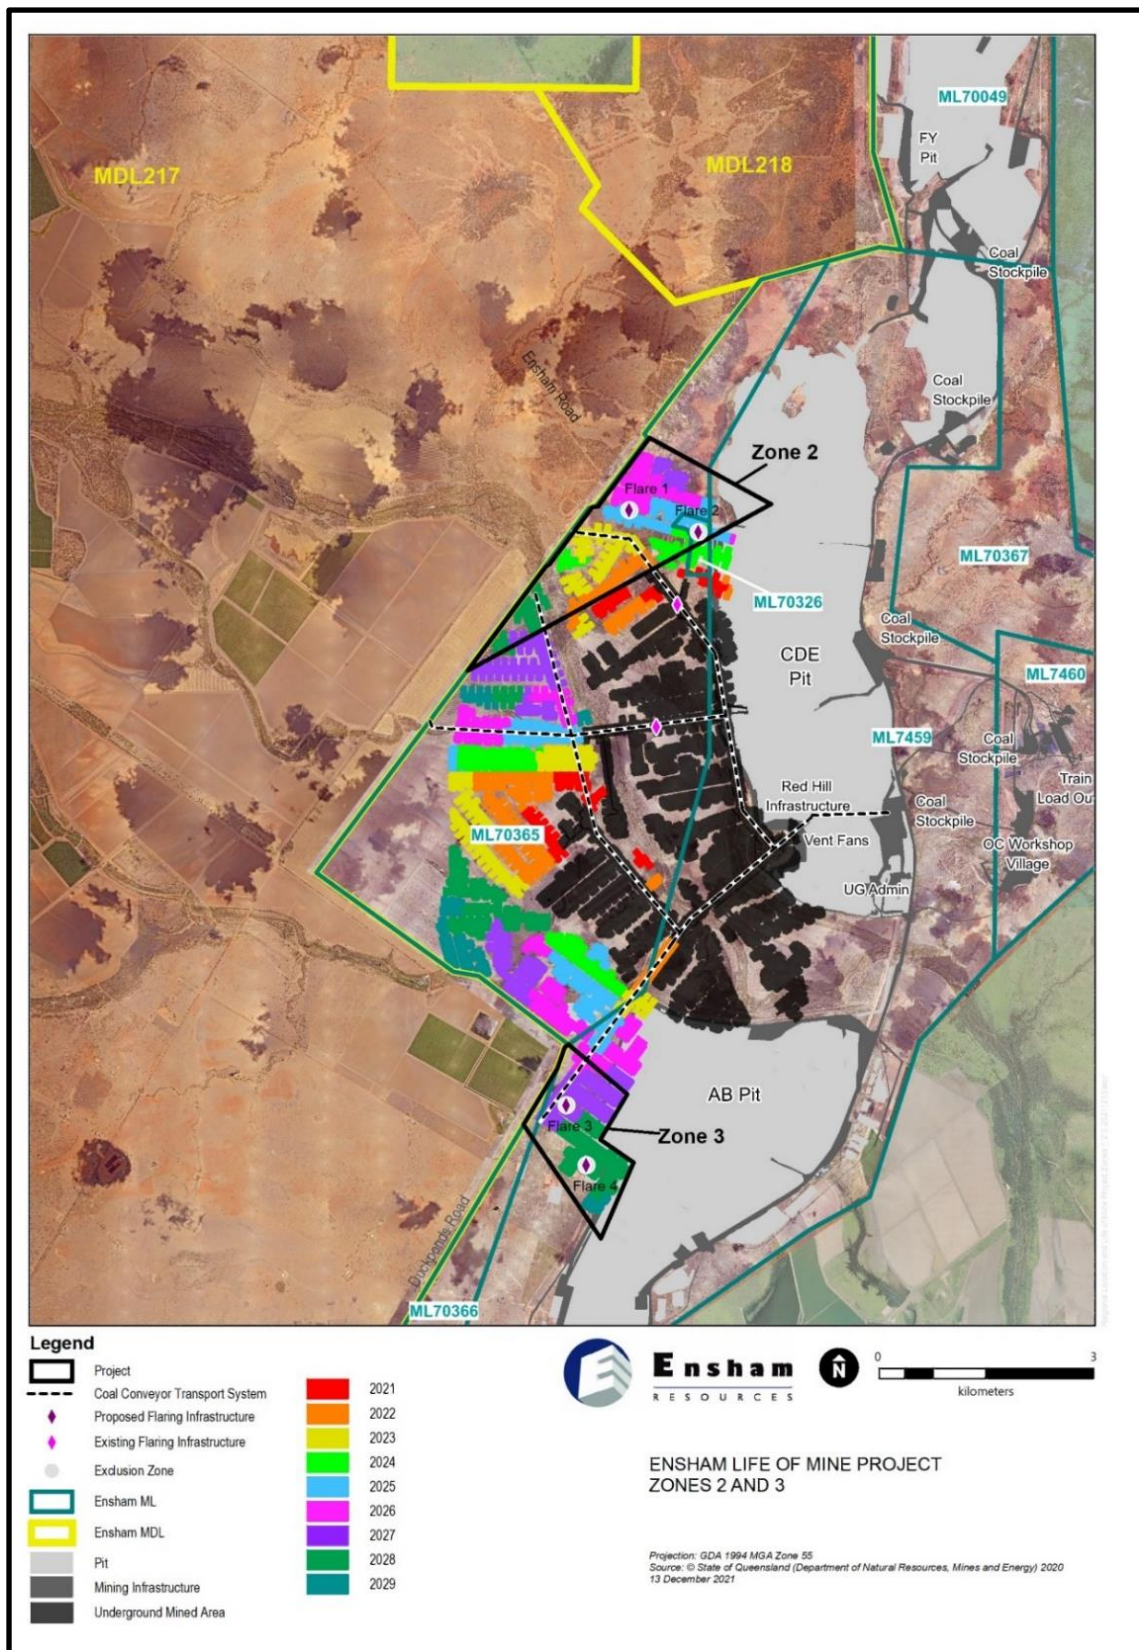 ML70049
FY
Pit
MDL217
MDL218
Coal
Stockpile
Ensham Road
Coal
Stockpile
Zone 2
Flare 1
Flare 2
ML70367
ML70326
Coal
Stockpile
CDE
Pit
ML7460
ML7459
Coal
Stockpile
Train
Load Out
Red Hill
Infrastructure
Coal
Stockpile
ML70365
Vent Fans
OC Workshop
Village
UG Admin
AB Pit
Flare 3
Zone 3
Flare 4
Duckponds Road
ML70366
Legend
Project
Coal Conveyor Transport System
Proposed Flaring Infrastructure
Existing Flaring Infrastructure
Exclusion Zone
Ensham ML
Ensham MDL
Pit
Mining Infrastructure
Underground Mined Area
2021
2022
2023
2024
2025
2026
2027
2028
2029
Ensham
RESOURCES
N
0 3
kilometers
ENSHAM LIFE OF MINE PROJECT
ZONES 2 AND 3
Projection: GDA 1994 MGA Zone 55
Source: © State of Queensland (Department of Natural Resources, Mines and Energy) 2020
13 December 2021